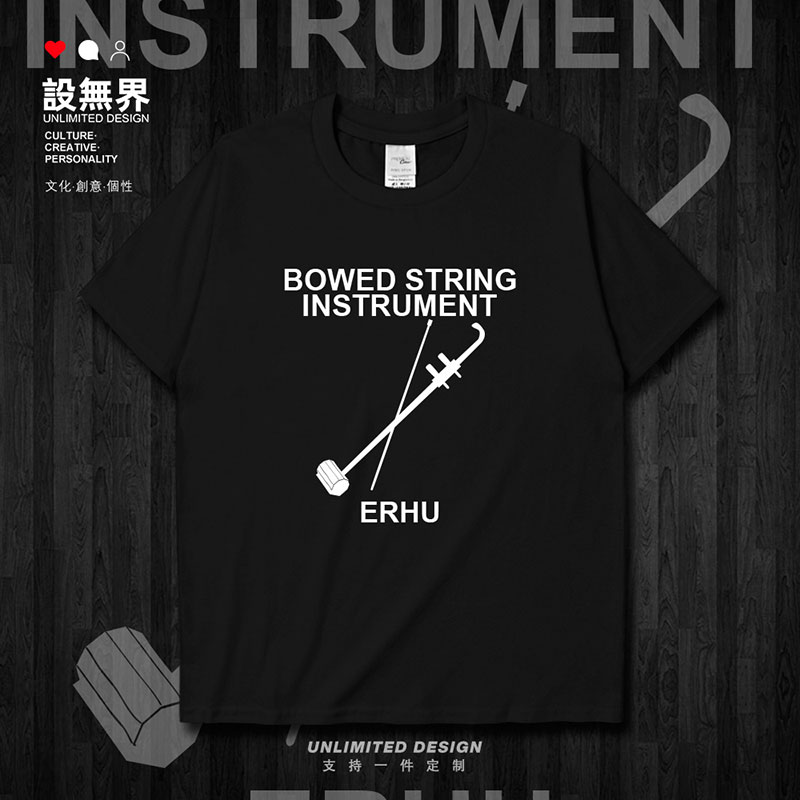 INSTRUMENT
設無界
UNLIMITED DESIGN
CULTURE·
CREATIVE·
PERSONALITY
文化·創意·個性
BOWED STRING
INSTRUMENT
ERHU
UNLIMITED DESIGN
支持一件定制
ERHU